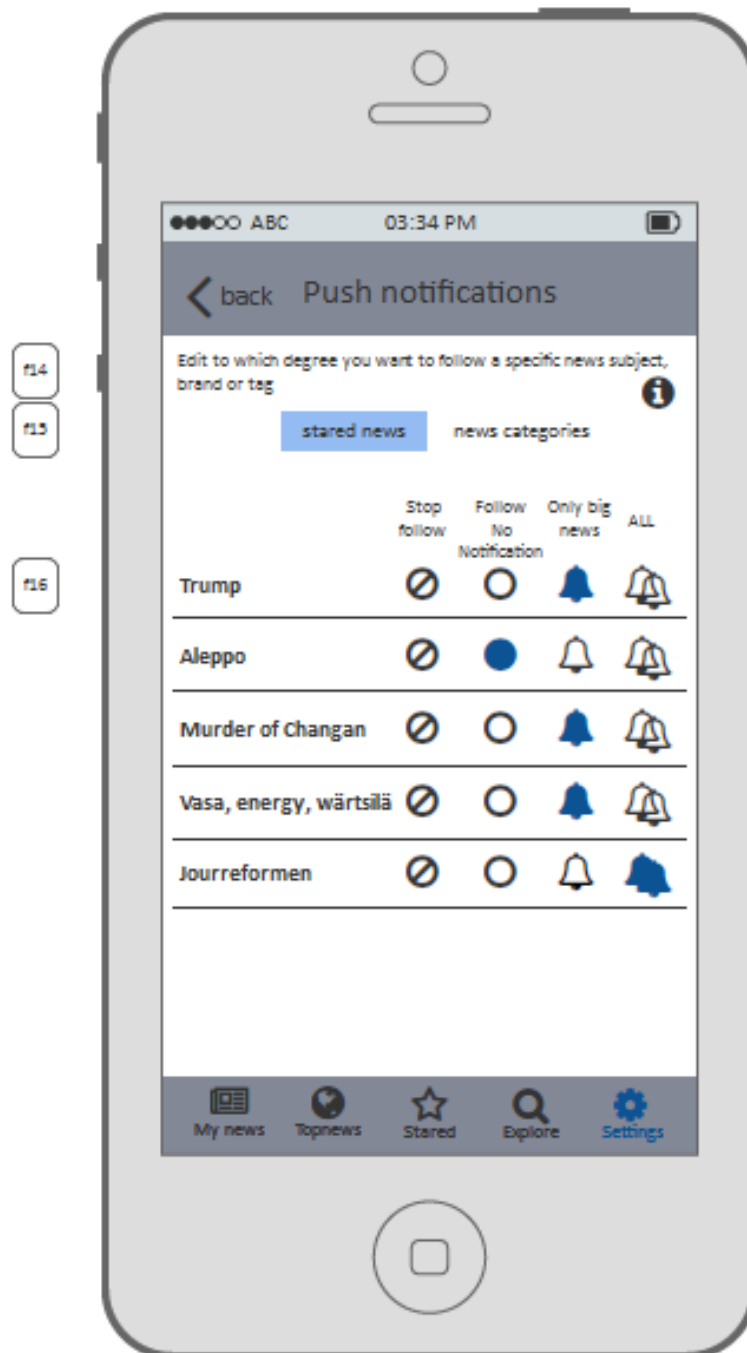 ABC 03:34 PM
back Push notifications
f14
Edit to which degree you want to follow a specific news subject,
brand or tag
f15
stared news news categories
Stop Follow Only big ALL
follow No news
Notification
f16
Trump
Aleppo
Murder of Changan
Vasa, energy, wärtsilä
Jourreformen
My news Topnews Stared Explore Settings